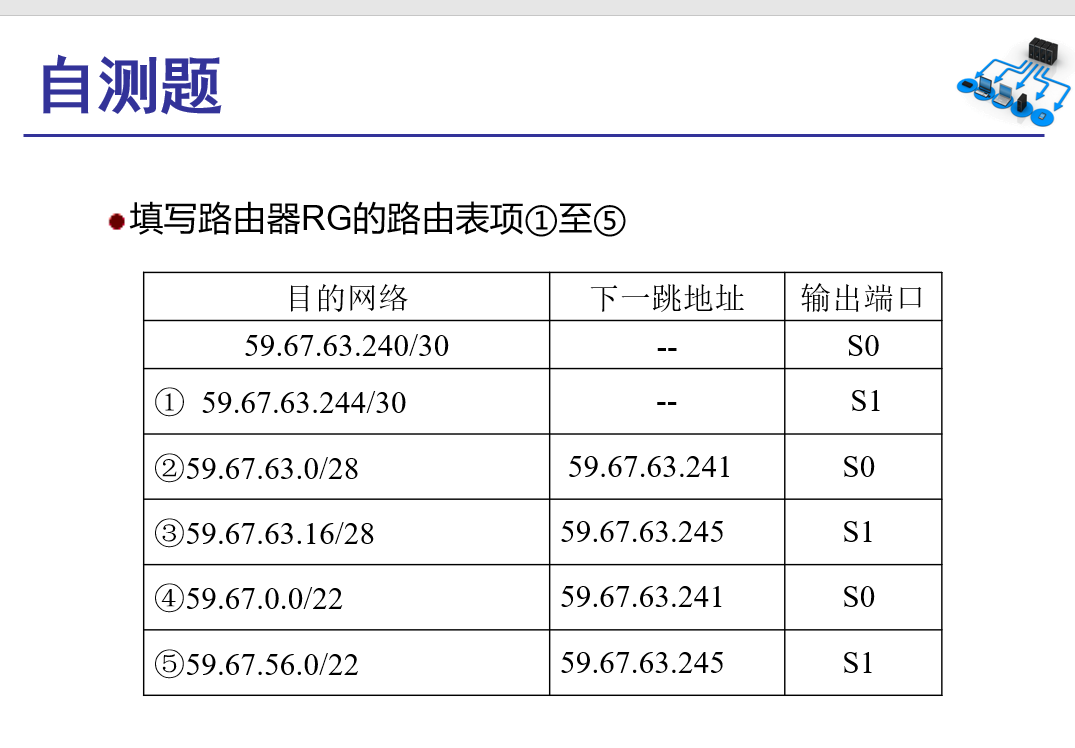 自测题
填写路由器RG的路由表项①至⑤
目的网络 下一跳地址 输出端口
59.67.63.240/30 -- S0
① 59.67.63.244/30 -- S1
②59.67.63.0/28 59.67.63.241 S0
③59.67.63.16/28 59.67.63.245 S1
④59.67.0.0/22 59.67.63.241 S0
⑤59.67.56.0/22 59.67.63.245 S1